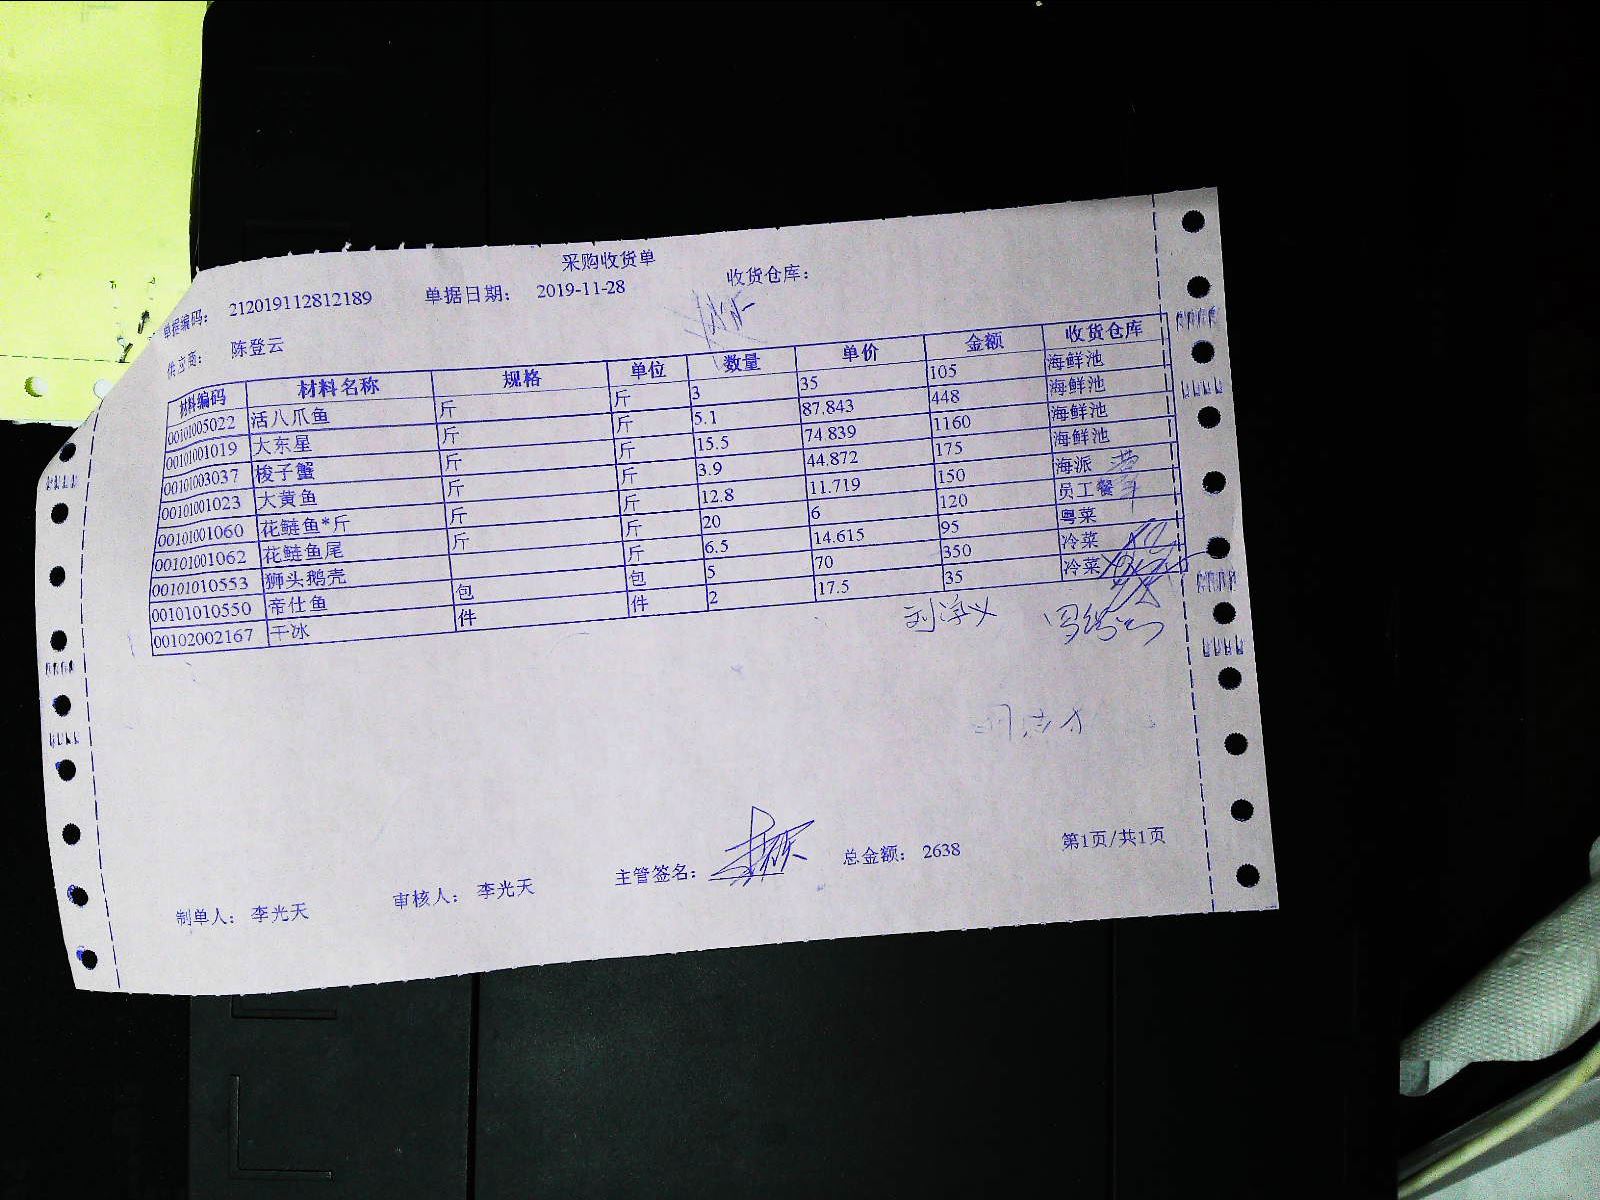 采购收货单
单据编码： 212019112812189 单据日期： 2019-11-28 收货仓库：
供应商： 陈登云
材料编码 材料名称 规格 单位 数量 单价 金额 收货仓库
00101005022 活八爪鱼 斤 斤 3 35 105 海鲜池
00101001019 大东星 斤 斤 5.1 87.843 448 海鲜池
00101003037 梭子蟹 斤 斤 15.5 74.839 1160 海鲜池
00101001023 大黄鱼 斤 斤 3.9 44.872 175 海鲜池
00101001060 花鲢鱼*斤 斤 斤 12.8 11.719 150 海派
00101001062 花鲢鱼尾 斤 斤 20 6 120 员工餐
00101010553 狮头鹅壳 斤 6.5 14.615 95 粤菜
00101010550 帝仕鱼 包 包 5 70 350 冷菜
00102002167 干冰 件 件 2 17.5 35 冷菜
制单人： 李光天 审核人： 李光天 主管签名： 总金额： 2638 第1页/共1页